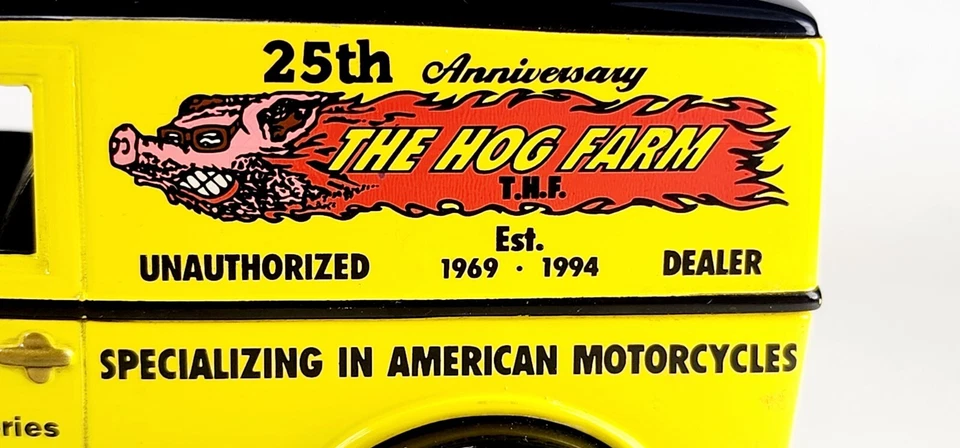 25th Anniversary
THE HOG FARM
T.H.F.
Est.
UNAUTHORIZED 1969 · 1994 DEALER
SPECIALIZING IN AMERICAN MOTORCYCLES
ries